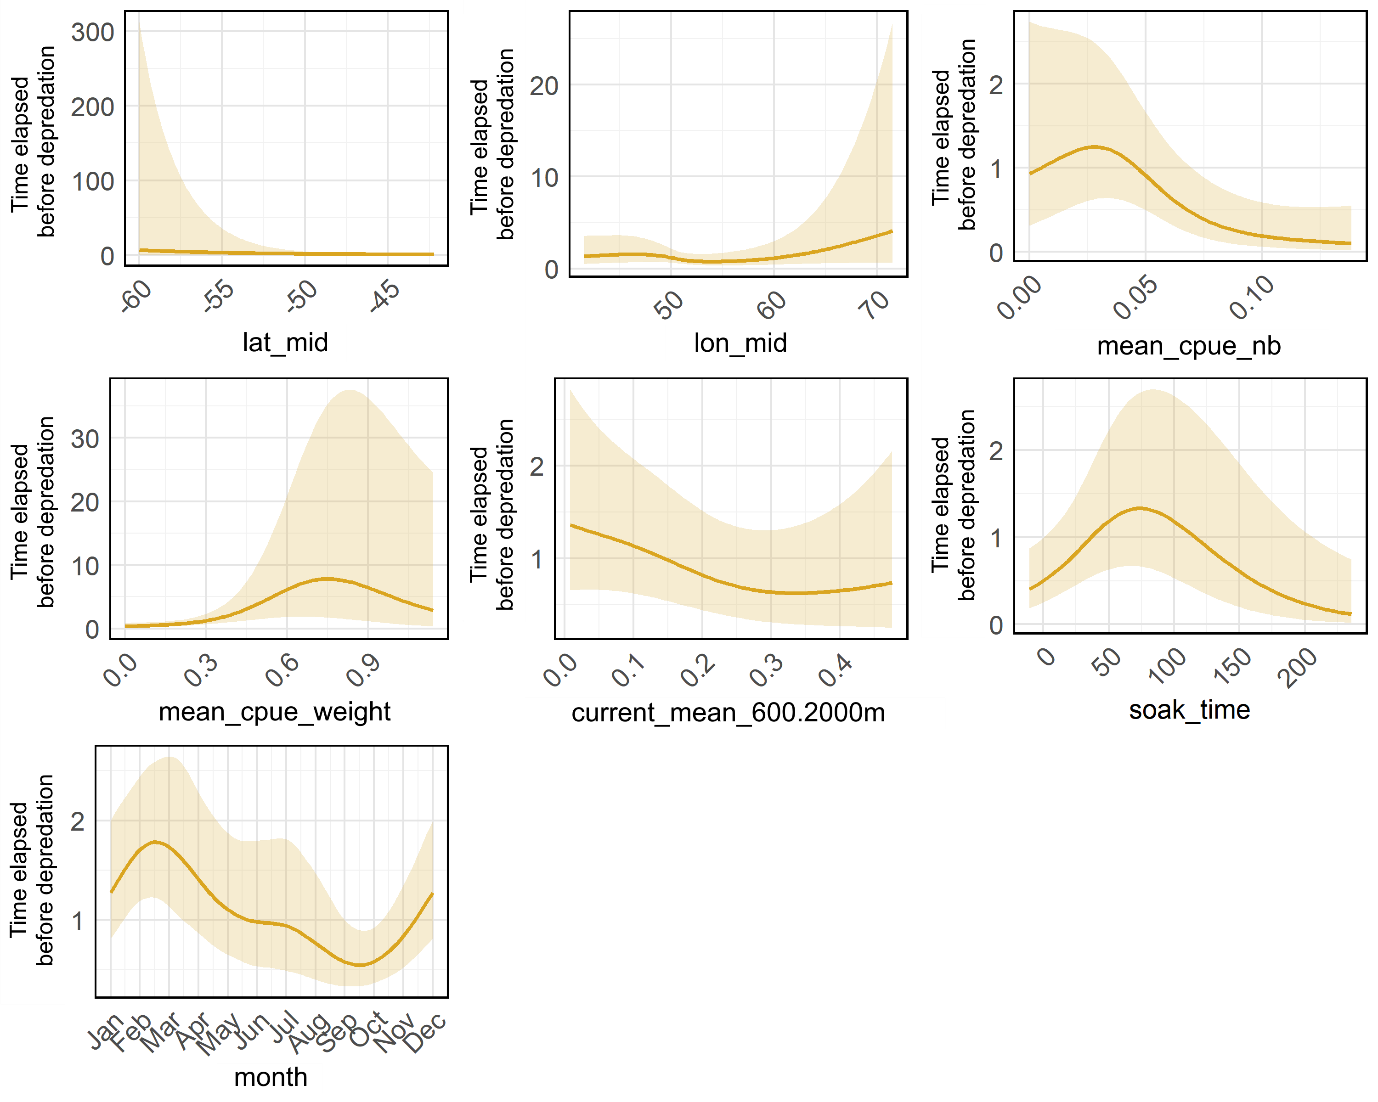 Time elapsed
before depredation
300
200
100
0
-60
-55
-50
-45
lat_mid
Time elapsed
before depredation
20
10
0
50
60
70
lon_mid
Time elapsed
before depredation
2
1
0
0.00
0.05
0.10
mean_cpue_nb
Time elapsed
before depredation
30
20
10
0
0.0
0.3
0.6
0.9
mean_cpue_weight
Time elapsed
before depredation
2
1
0.0
0.1
0.2
0.3
0.4
current_mean_600.2000m
Time elapsed
before depredation
2
1
0
0
50
100
150
200
soak_time
Time elapsed
before depredation
2
1
Jan
Feb
Mar
Apr
May
Jun
Jul
Aug
Sep
Oct
Nov
Dec
month